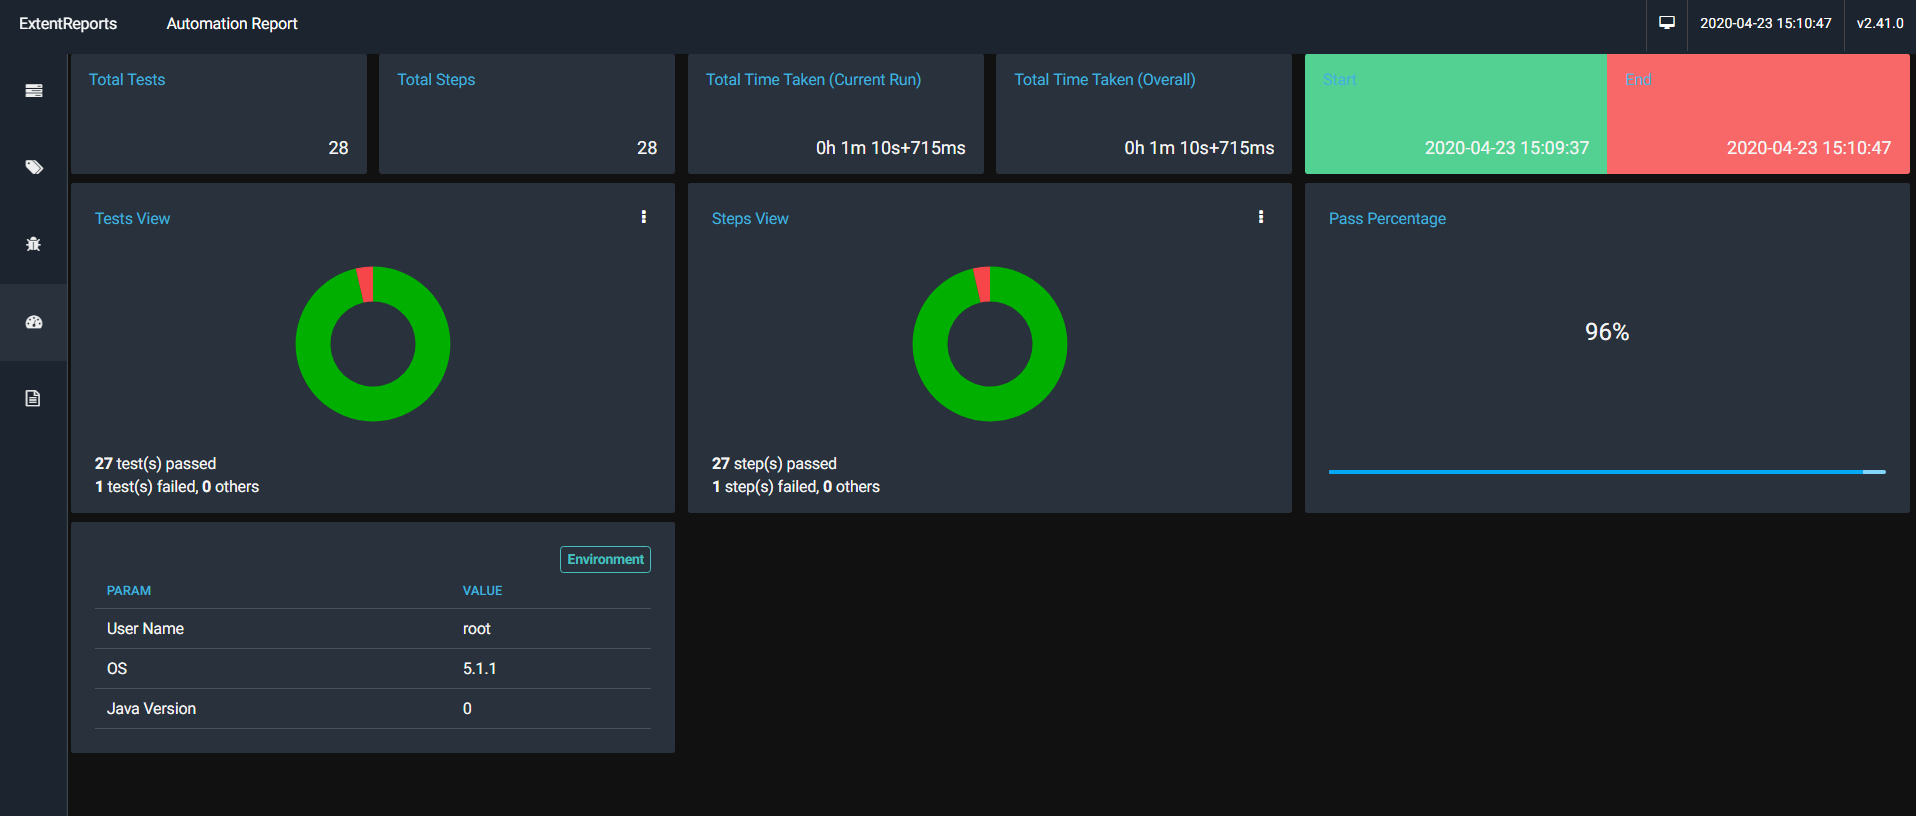 ExtentReports
Automation Report
2020-04-23 15:10:47
v2.41.0
Total Tests
28
Total Steps
28
Total Time Taken (Current Run)
0h 1m 10s+715ms
Total Time Taken (Overall)
0h 1m 10s+715ms
Start
2020-04-23 15:09:37
End
2020-04-23 15:10:47
Tests View
27 test(s) passed
1 test(s) failed, 0 others
Steps View
27 step(s) passed
1 step(s) failed, 0 others
Pass Percentage
96%
Environment
PARAM VALUE
User Name root
OS 5.1.1
Java Version 0